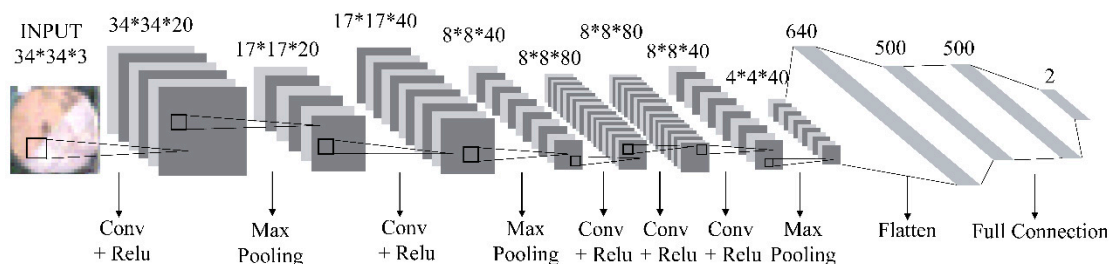 INPUT
34*34*3
34*34*20
17*17*20
17*17*40
8*8*40
8*8*80
8*8*80
8*8*40
4*4*40
640
500
500
2
Conv
+ Relu
Max
Pooling
Conv
+ Relu
Max
Pooling
Conv
+ Relu
Conv
+ Relu
Conv
+ Relu
Max
Pooling
Flatten
Full Connection